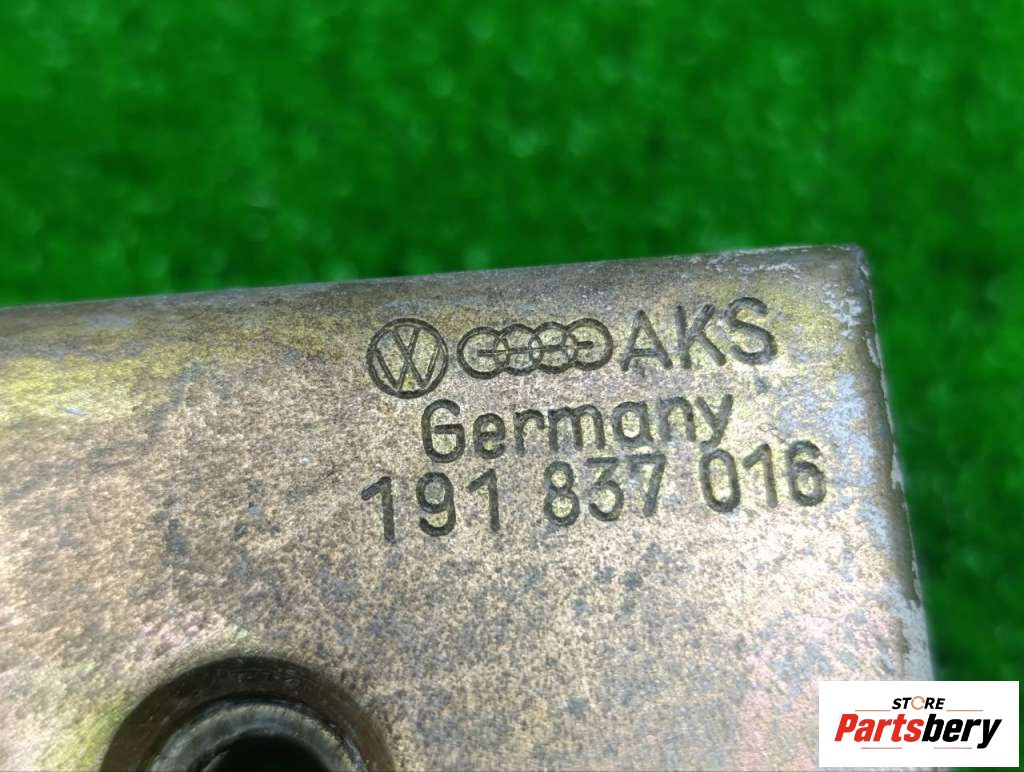 AKS
Germany
191 837 016
STORE
Partsbery